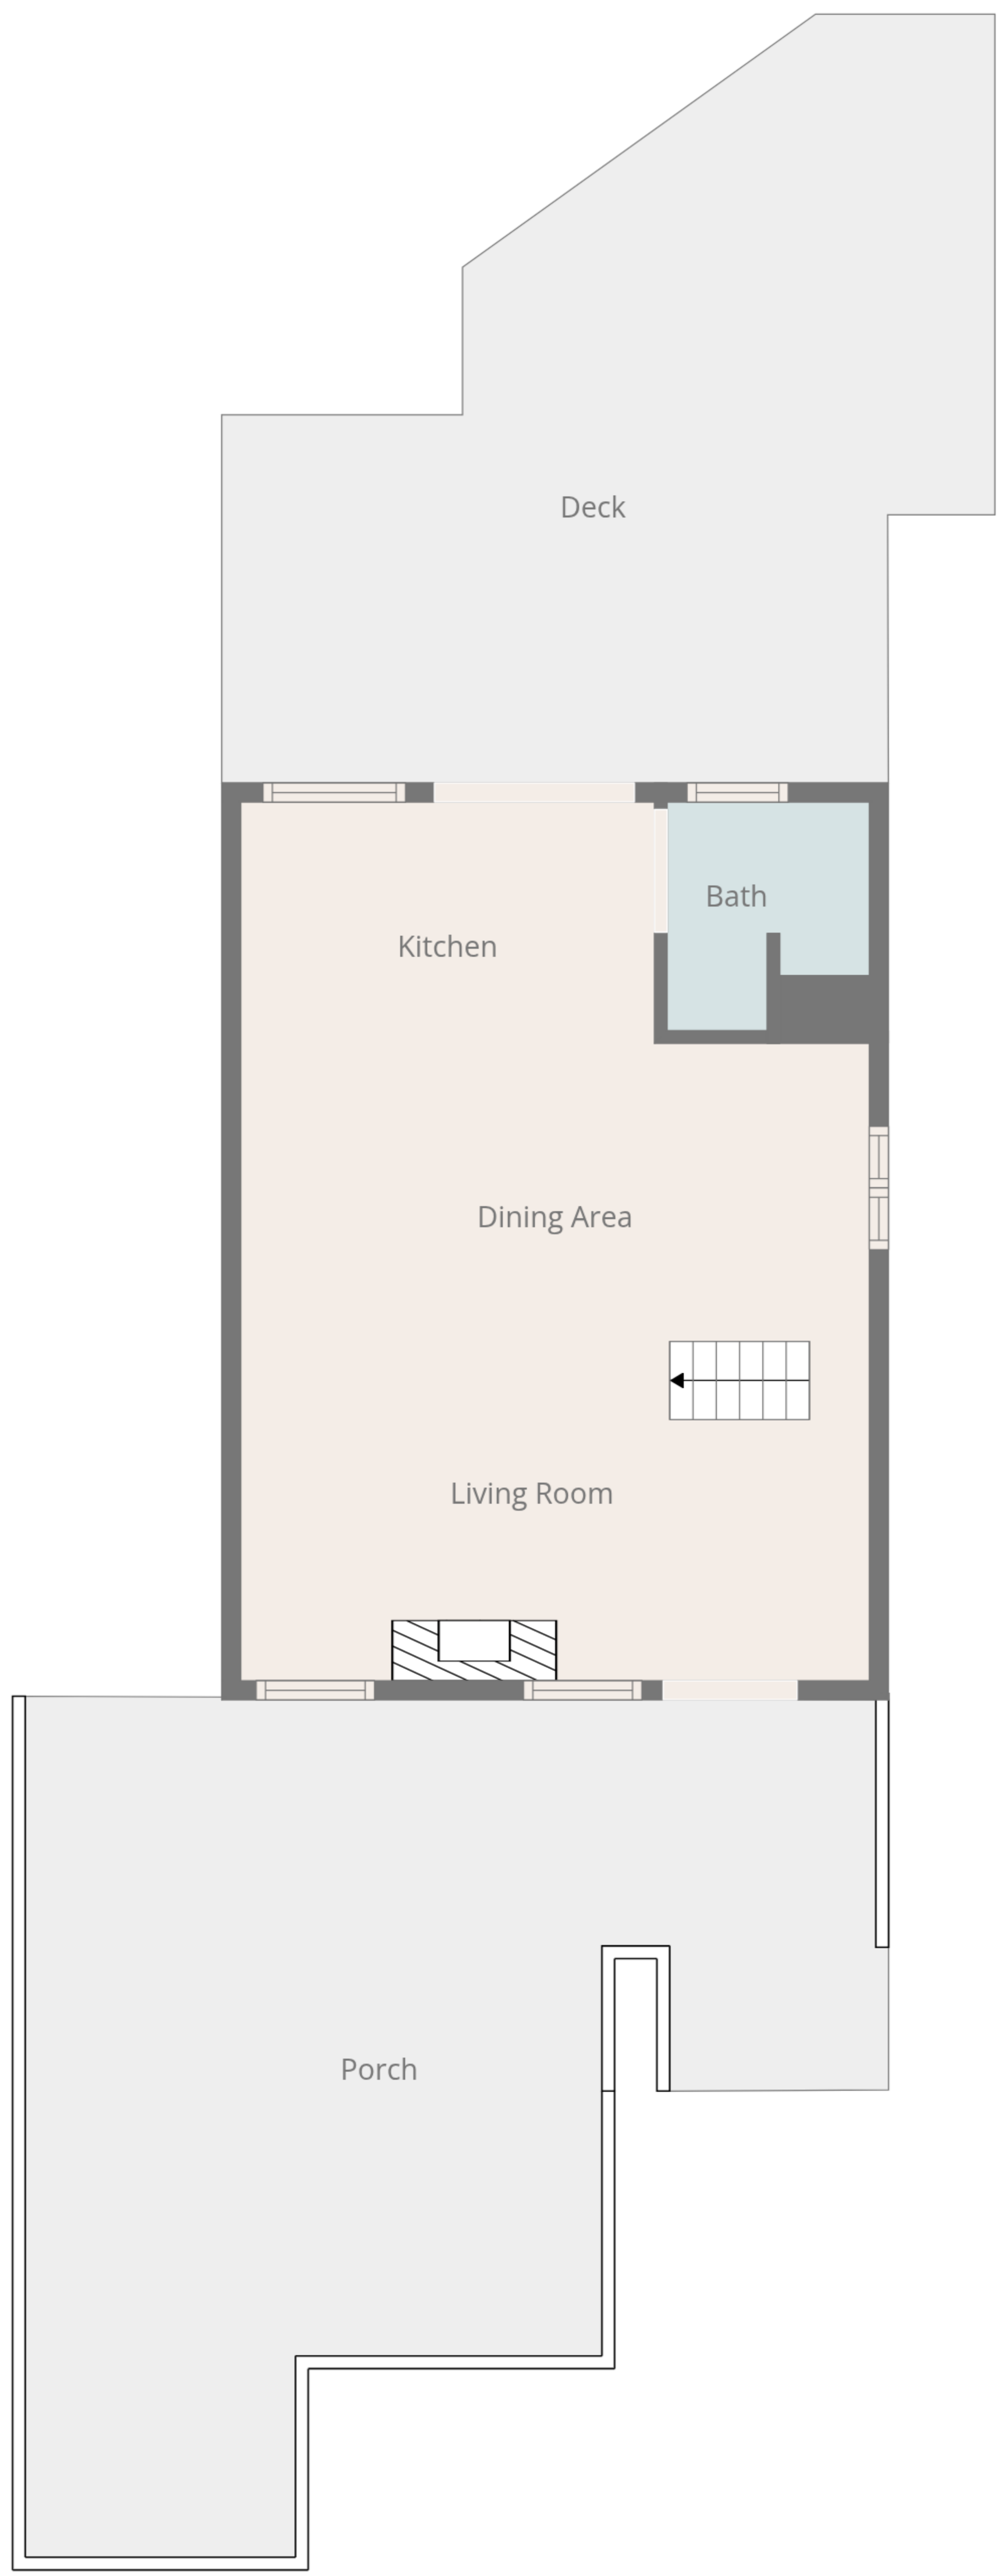 Deck
Bath
Kitchen
Dining Area
Living Room
Porch